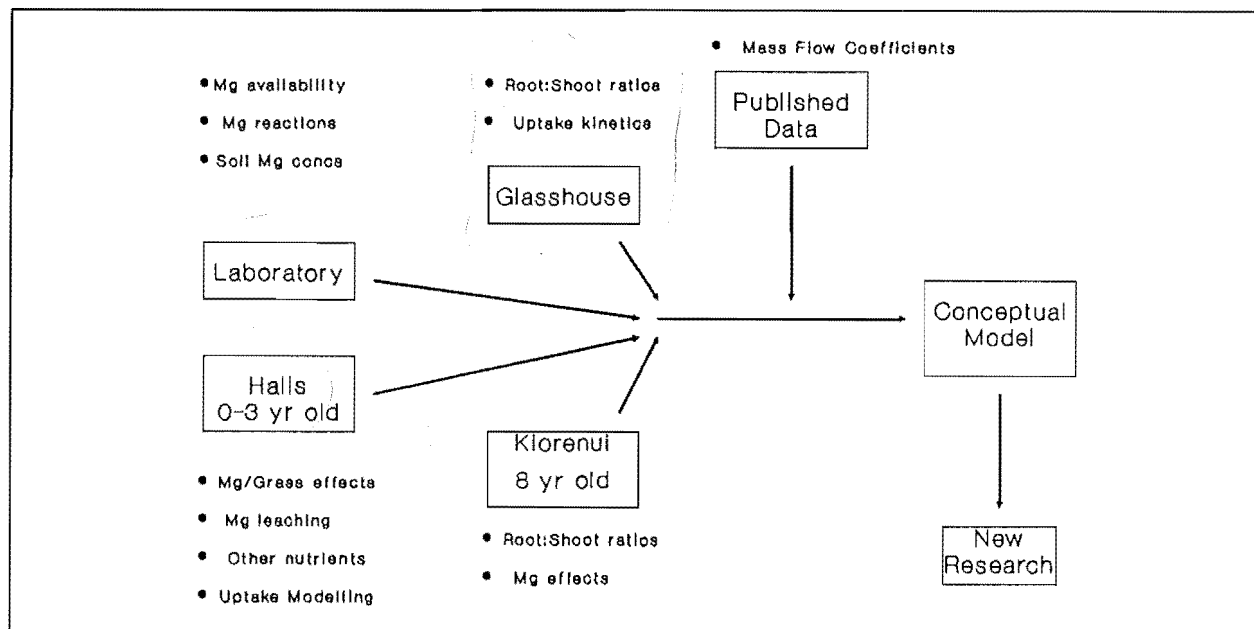 • Mass Flow Coefficients
Published
Data
• Mg availability
• Mg reactions
• Soil Mg concs
• Root:Shoot ratios
• Uptake kinetics
Glasshouse
Laboratory
Halls
0-3 yr old
• Mg/Grass effects
• Mg leaching
• Other nutrients
• Uptake Modelling
Kiorenui
8 yr old
• Root:Shoot ratios
• Mg effects
Conceptual
Model
New
Research